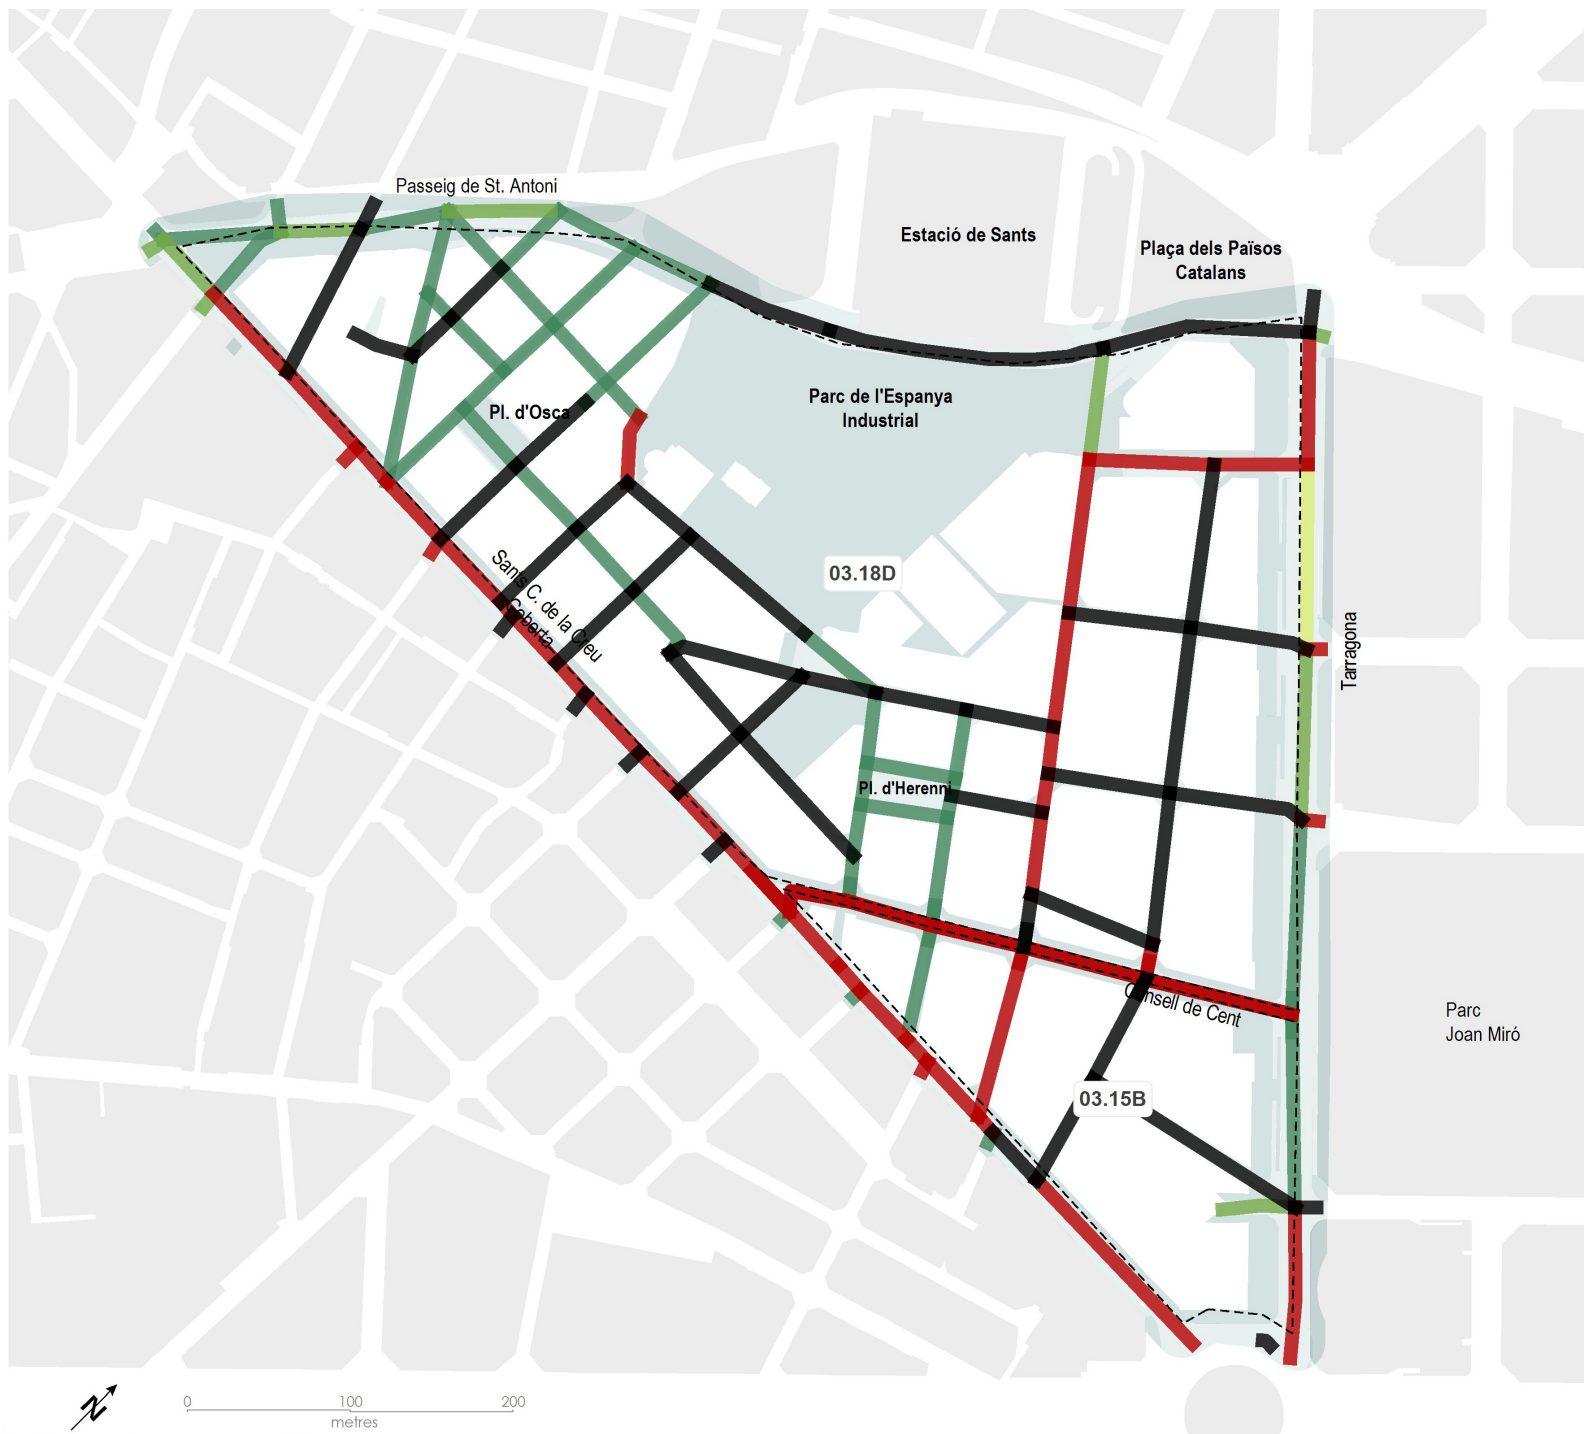 Passeig de St. Antoni
Estació de Sants
Plaça dels Països
Catalans
Parc de l'Espanya
Industrial
Pl. d'Osca
03.18D
Sants C. de la Creu
Coberta
Tarragona
Pl. d'Herenni
Consell de Cent
Parc
Joan Miró
03.15B
N
0 100 200
metres